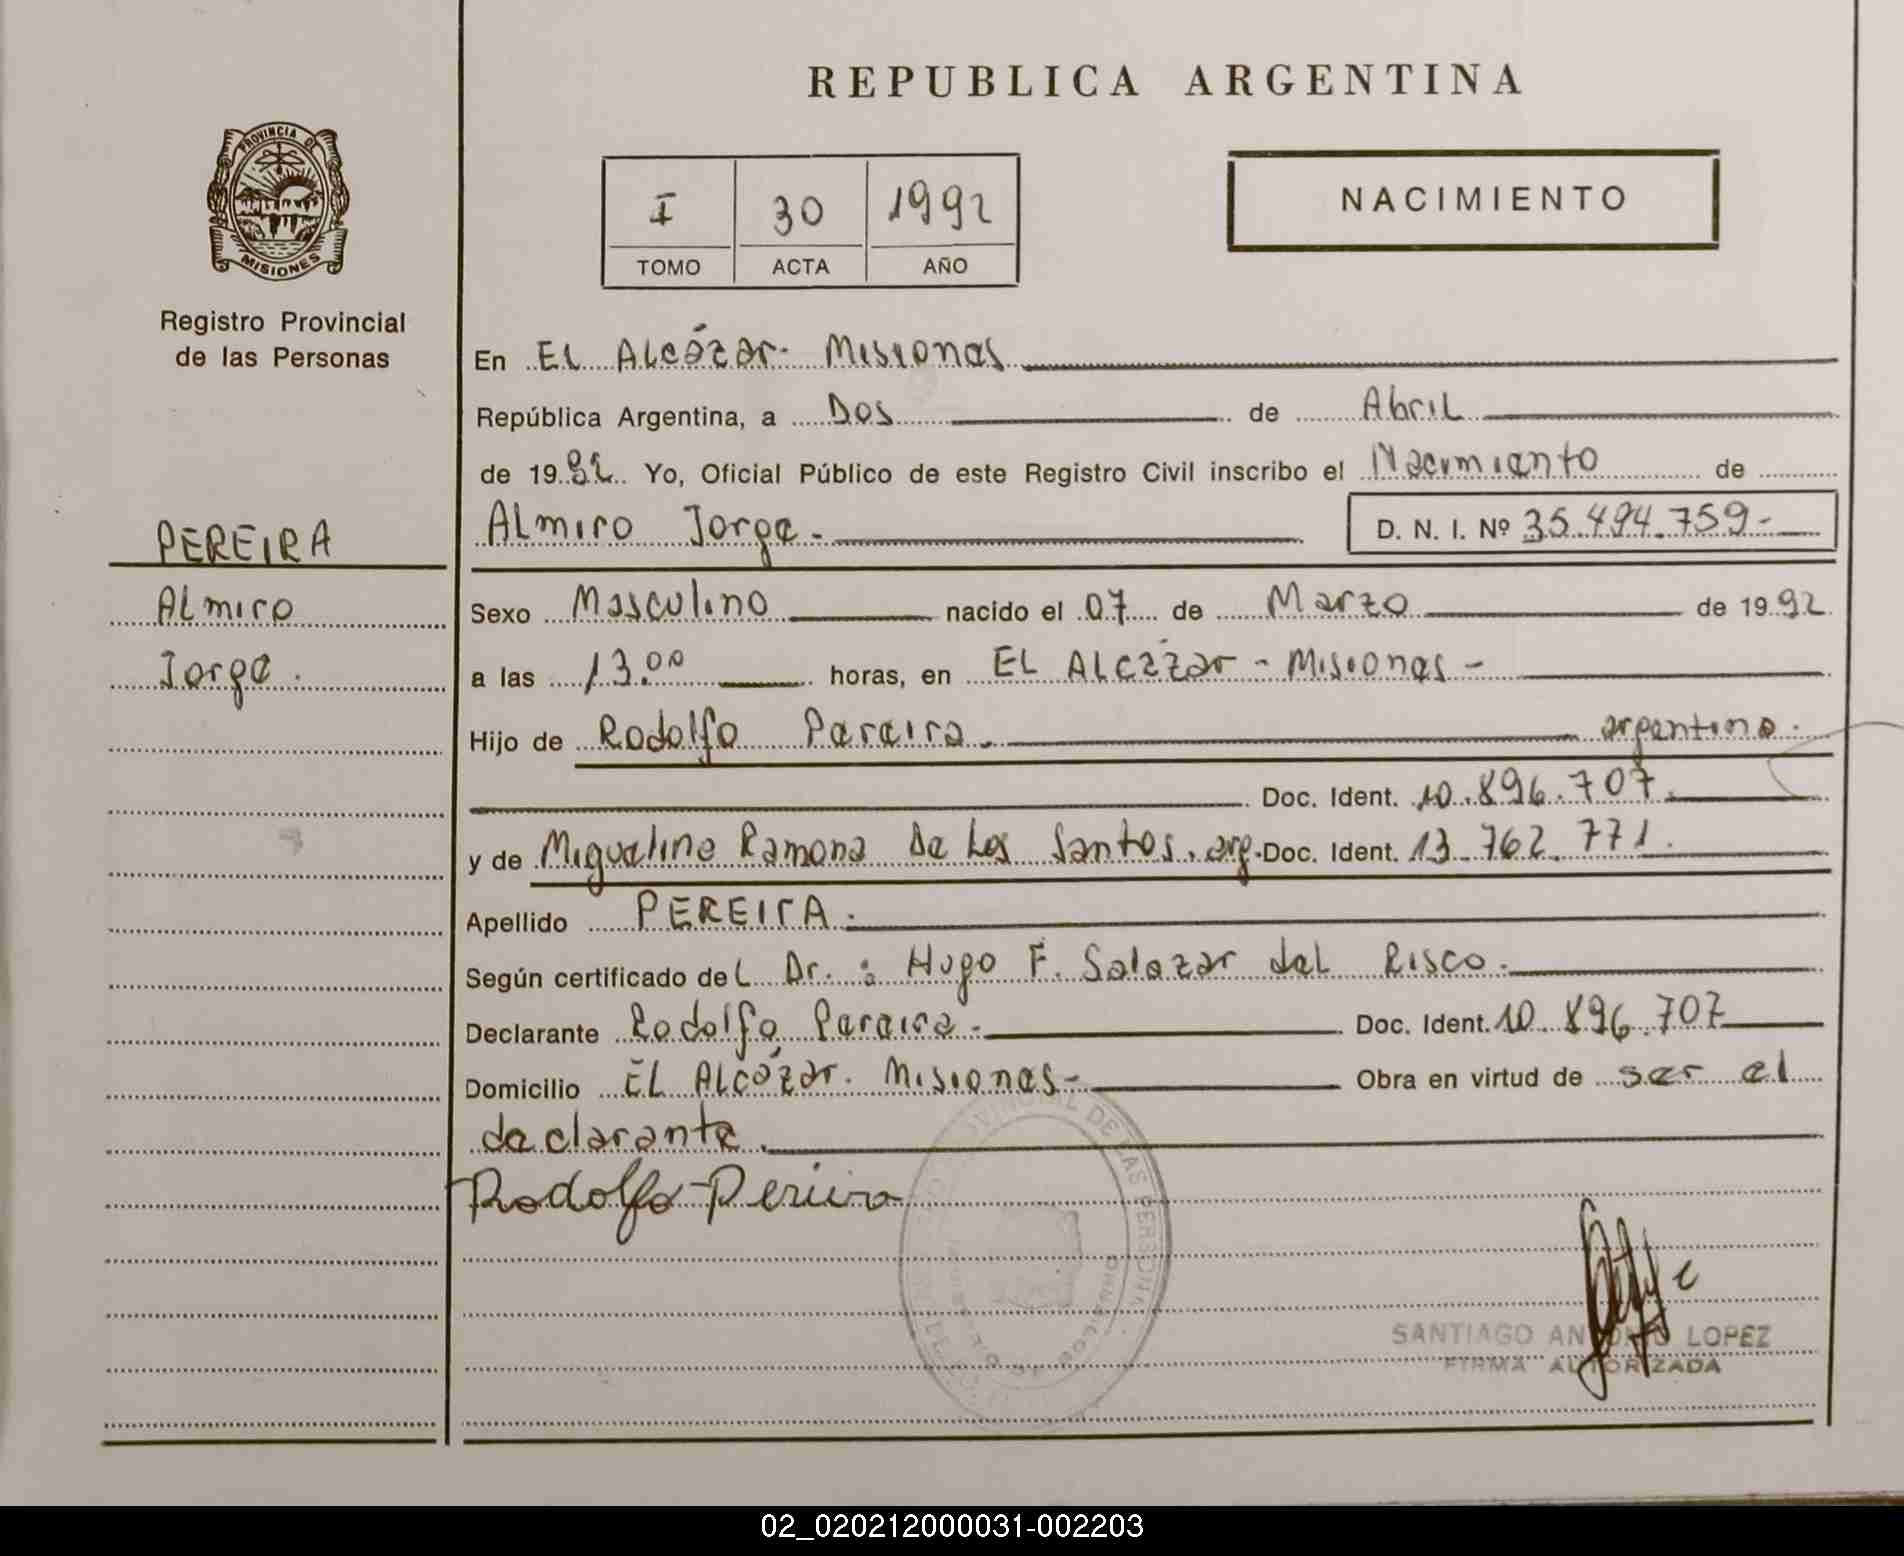 REPUBLICA ARGENTINA
PROVINCIA DE
MISIONES
Registro Provincial
de las Personas
I 30 1992
TOMO ACTA AÑO
NACIMIENTO
PEREIRA
Almiro
Jorge.
En El Alcázar- Misiones
República Argentina, a Dos de Abril
de 1992. Yo, Oficial Público de este Registro Civil inscribo el Nacimiento de
Almiro Jorge.- D. N. I. Nº 35.494.759-
Sexo Masculino nacido el 07 de Marzo de 1992
a las 13:00 horas, en El Alcázar - Misiones -
Hijo de Rodolfo Pereira. argentino.
Doc. Ident. 10.896.707.
y de Miguelina Ramona De Los Santos, arg. Doc. Ident. 13.762.771.
Apellido PEREIRA.
Según certificado del Dr.: Hugo F. Salazar del Risco.
Declarante Rodolfo Pereira.- Doc. Ident. 10.896.707
Domicilio El Alcázar. Misiones- Obra en virtud de ser el
declarante.
Rodolfo Pereira
SANTIAGO ANTONIO LOPEZ
FIRMA AUTORIZADA
02_020212000031-002203